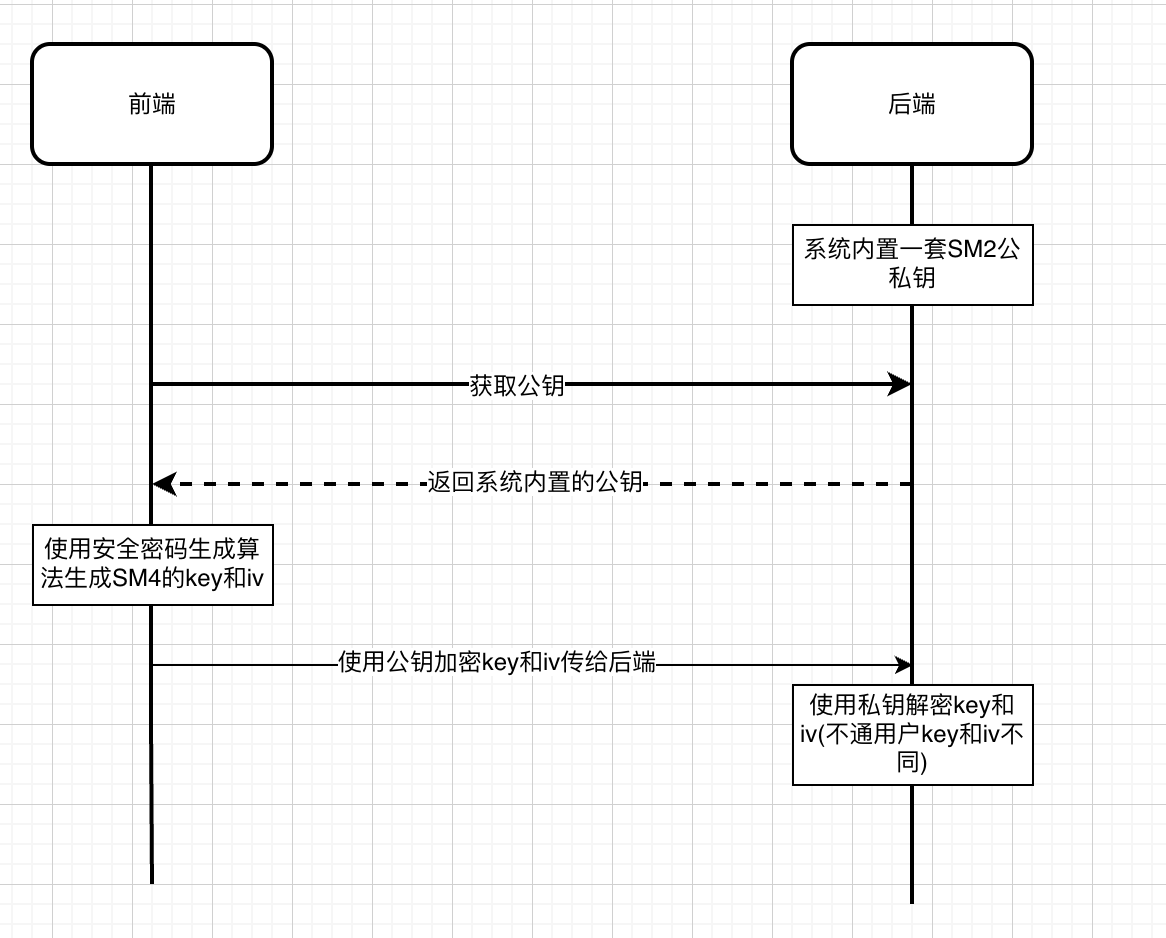 前端
后端
系统内置一套SM2公
私钥
获取公钥
返回系统内置的公钥
使用安全密码生成算
法生成SM4的key和iv
使用公钥加密key和iv传给后端
使用私钥解密key和
iv(不通用户key和iv不
同)